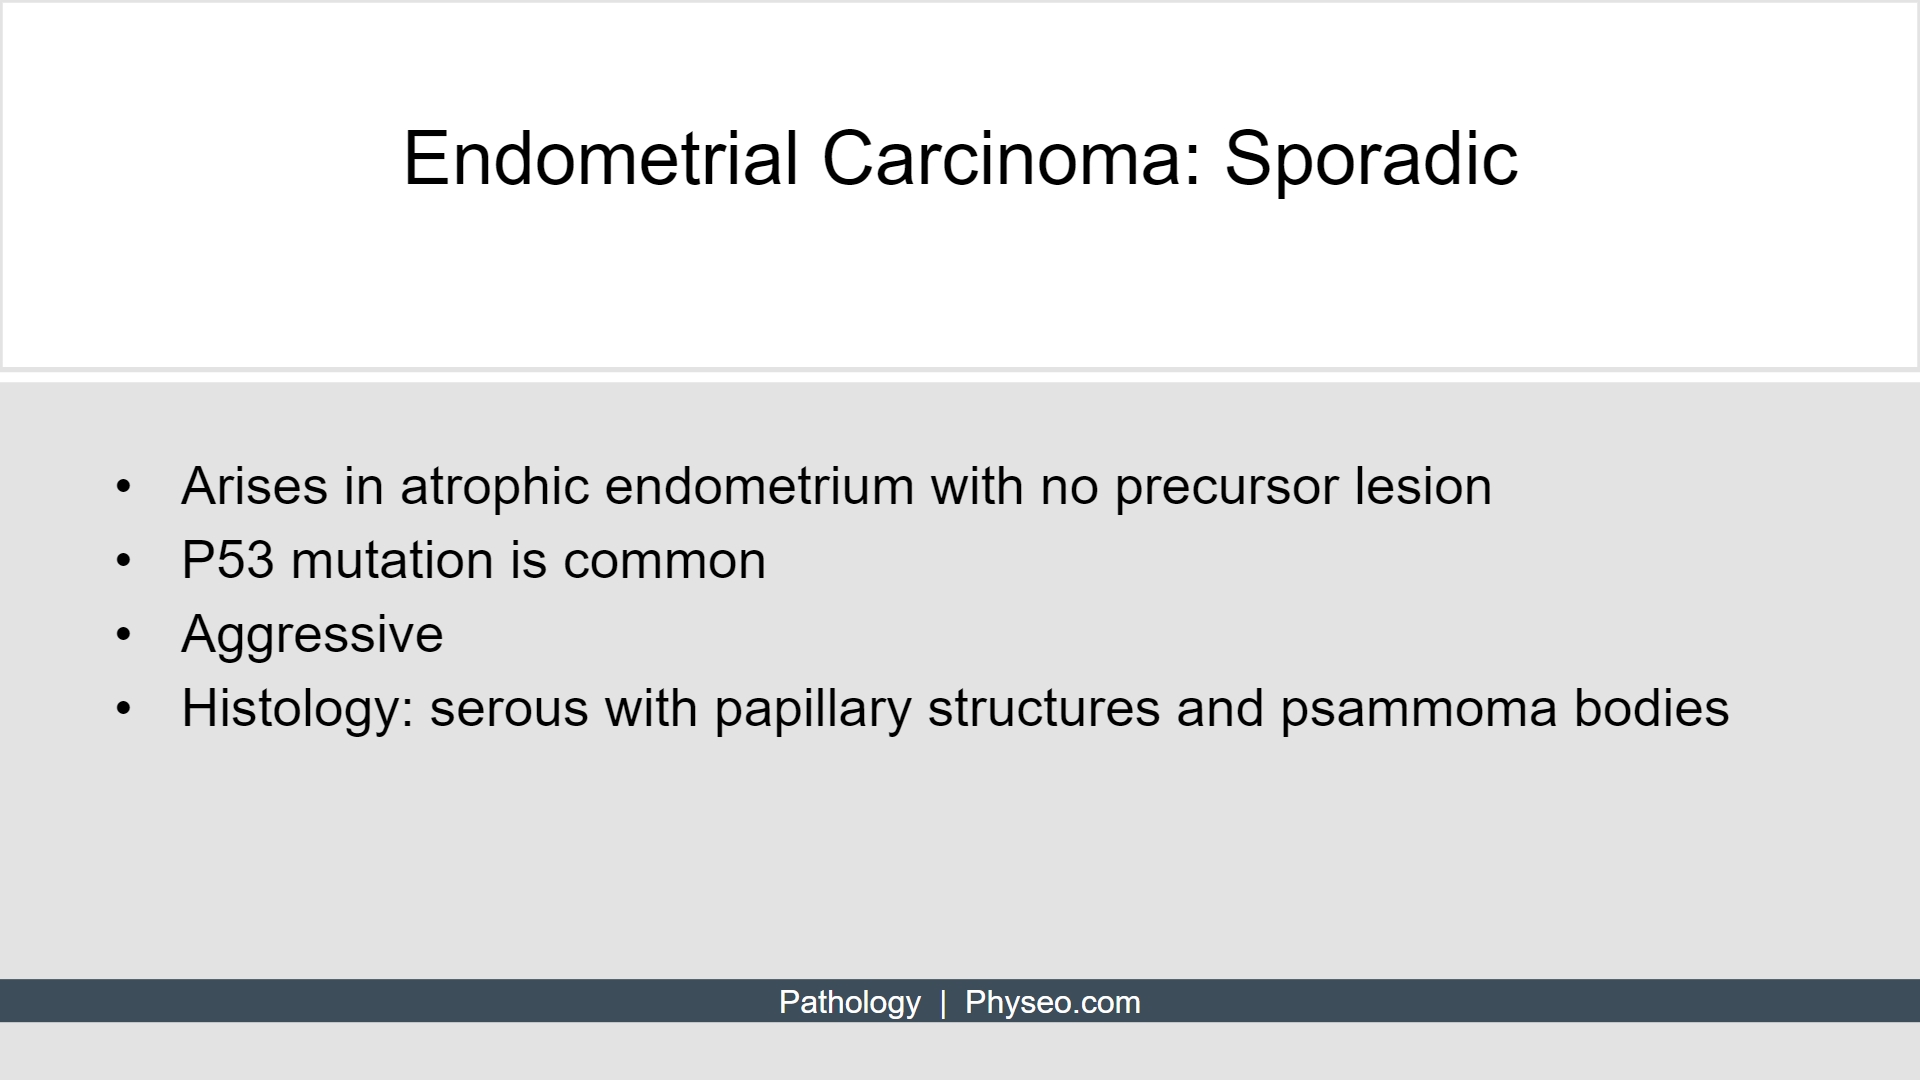 Endometrial Carcinoma: Sporadic
• Arises in atrophic endometrium with no precursor lesion
• P53 mutation is common
• Aggressive
• Histology: serous with papillary structures and psammoma bodies
Pathology | Physeo.com